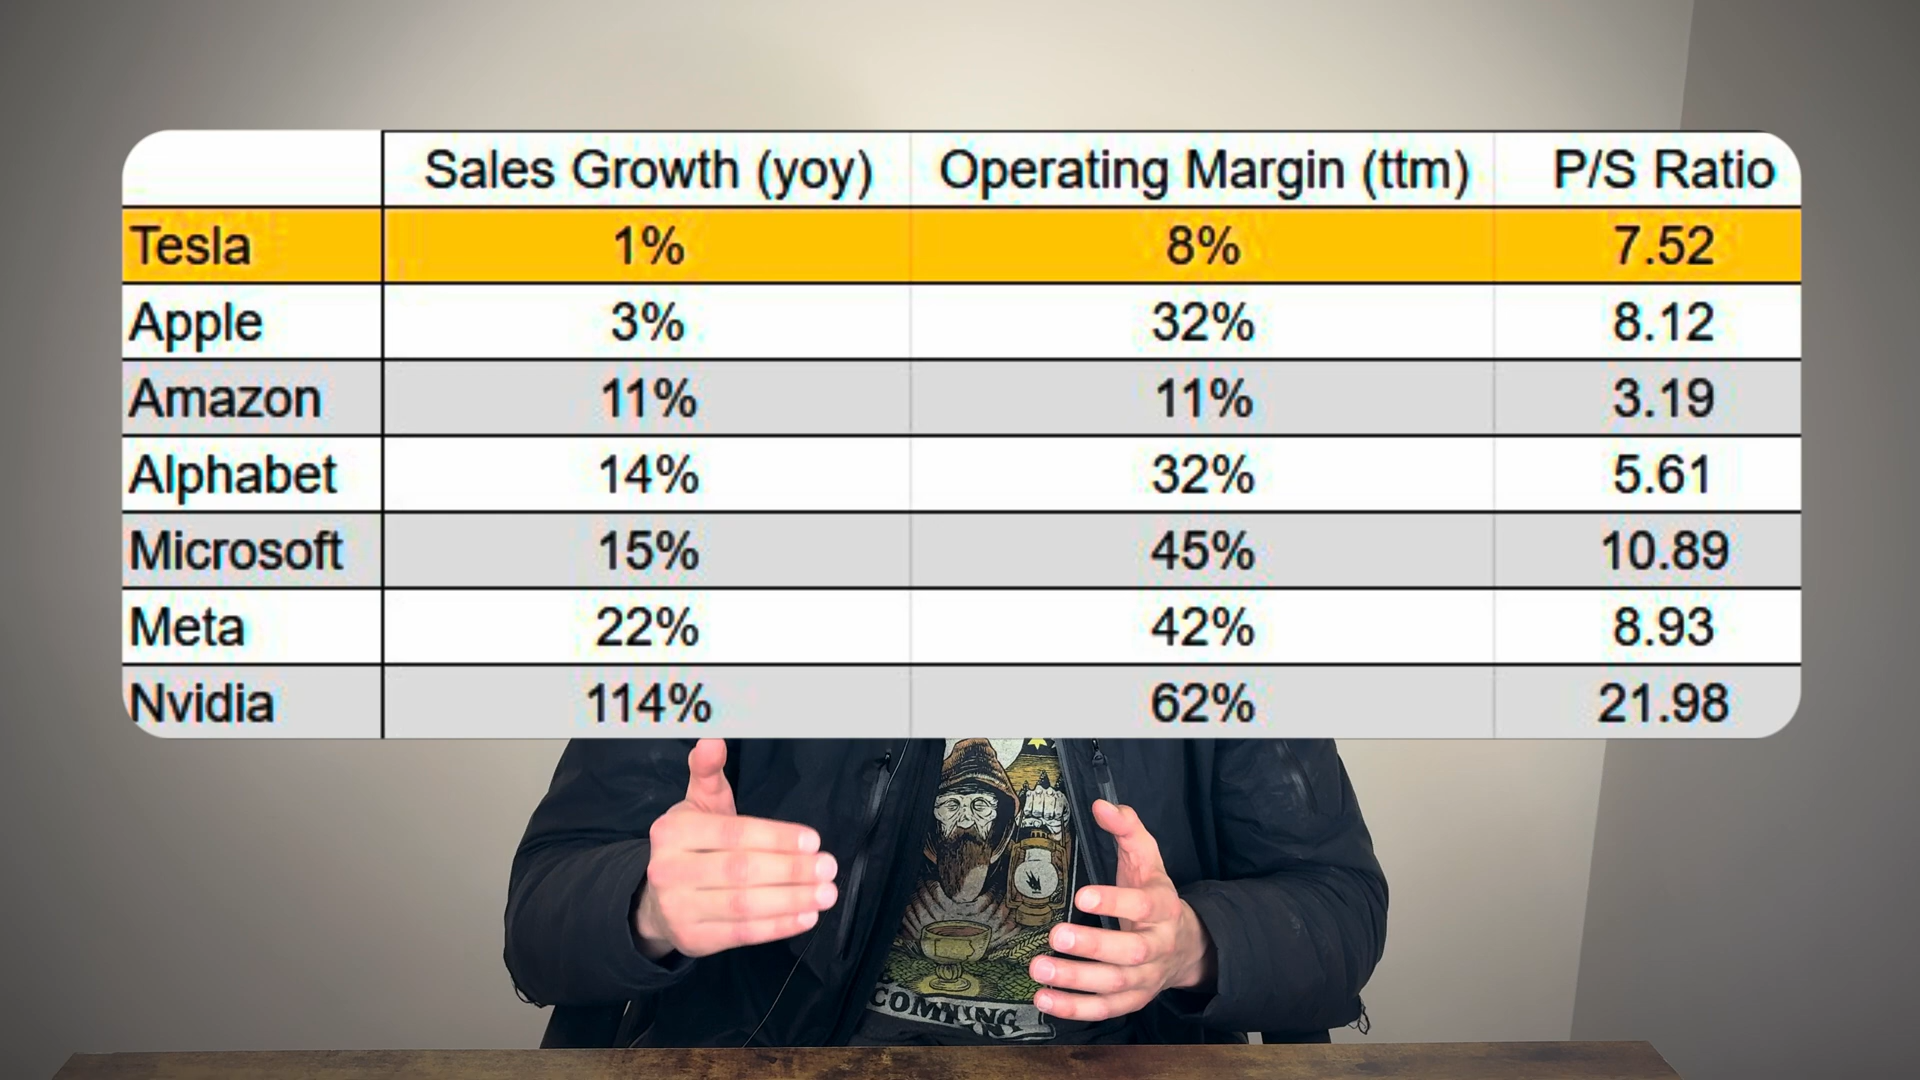 Sales Growth (yoy) Operating Margin (ttm) P/S Ratio
Tesla 1% 8% 7.52
Apple 3% 32% 8.12
Amazon 11% 11% 3.19
Alphabet 14% 32% 5.61
Microsoft 15% 45% 10.89
Meta 22% 42% 8.93
Nvidia 114% 62% 21.98